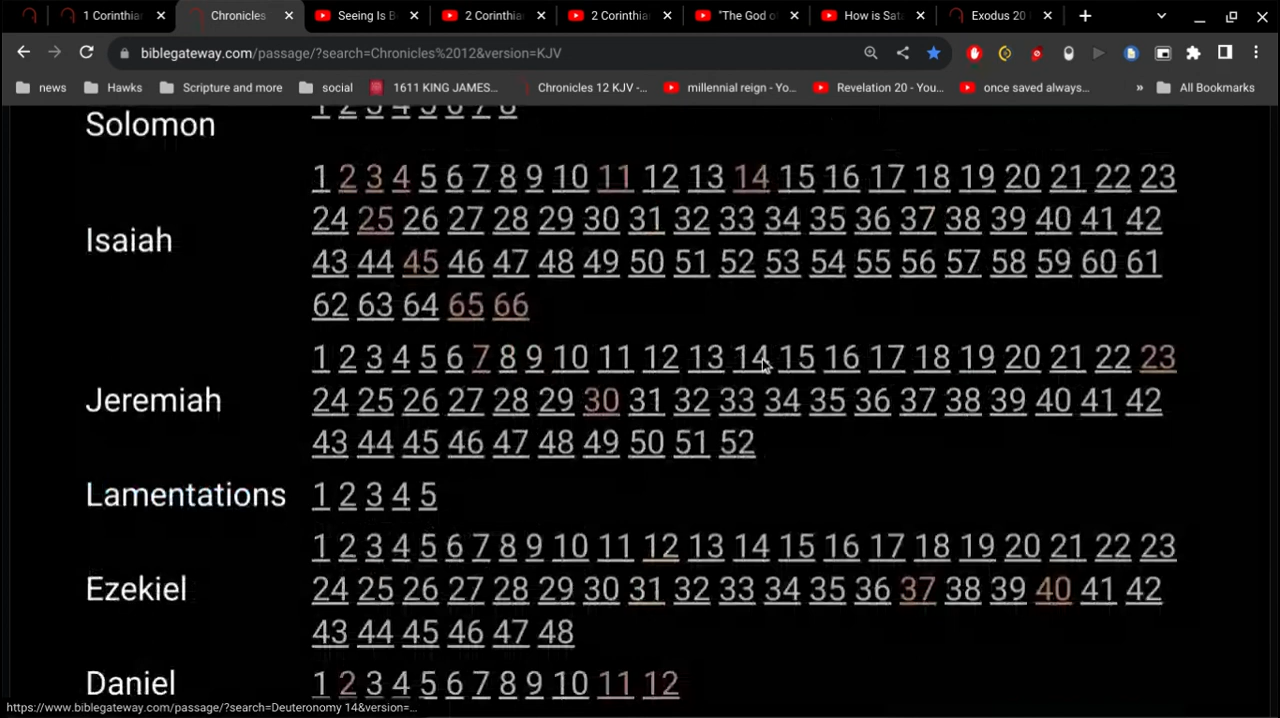 1 Corinthia
Chronicles
Seeing Is B
2 Corinthia
2 Corinthia
"The God o
How is Sata
Exodus 20
biblegateway.com/passage/?search=Chronicles%2012&version=KJV
news
Hawks
Scripture and more
social
1611 KING JAMES...
Chronicles 12 KJV -...
millennial reign - Yo...
Revelation 20 - You...
once saved always...
»
All Bookmarks
Solomon
1 2 3 4 5 6 7 8
1 2 3 4 5 6 7 8 9 10 11 12 13 14 15 16 17 18 19 20 21 22 23
24 25 26 27 28 29 30 31 32 33 34 35 36 37 38 39 40 41 42
Isaiah
43 44 45 46 47 48 49 50 51 52 53 54 55 56 57 58 59 60 61
62 63 64 65 66
1 2 3 4 5 6 7 8 9 10 11 12 13 14 15 16 17 18 19 20 21 22 23
Jeremiah
24 25 26 27 28 29 30 31 32 33 34 35 36 37 38 39 40 41 42
43 44 45 46 47 48 49 50 51 52
Lamentations
1 2 3 4 5
1 2 3 4 5 6 7 8 9 10 11 12 13 14 15 16 17 18 19 20 21 22 23
Ezekiel
24 25 26 27 28 29 30 31 32 33 34 35 36 37 38 39 40 41 42
43 44 45 46 47 48
Daniel
1 2 3 4 5 6 7 8 9 10 11 12
https://www.biblegateway.com/passage/?search=Deuteronomy 14&version=...